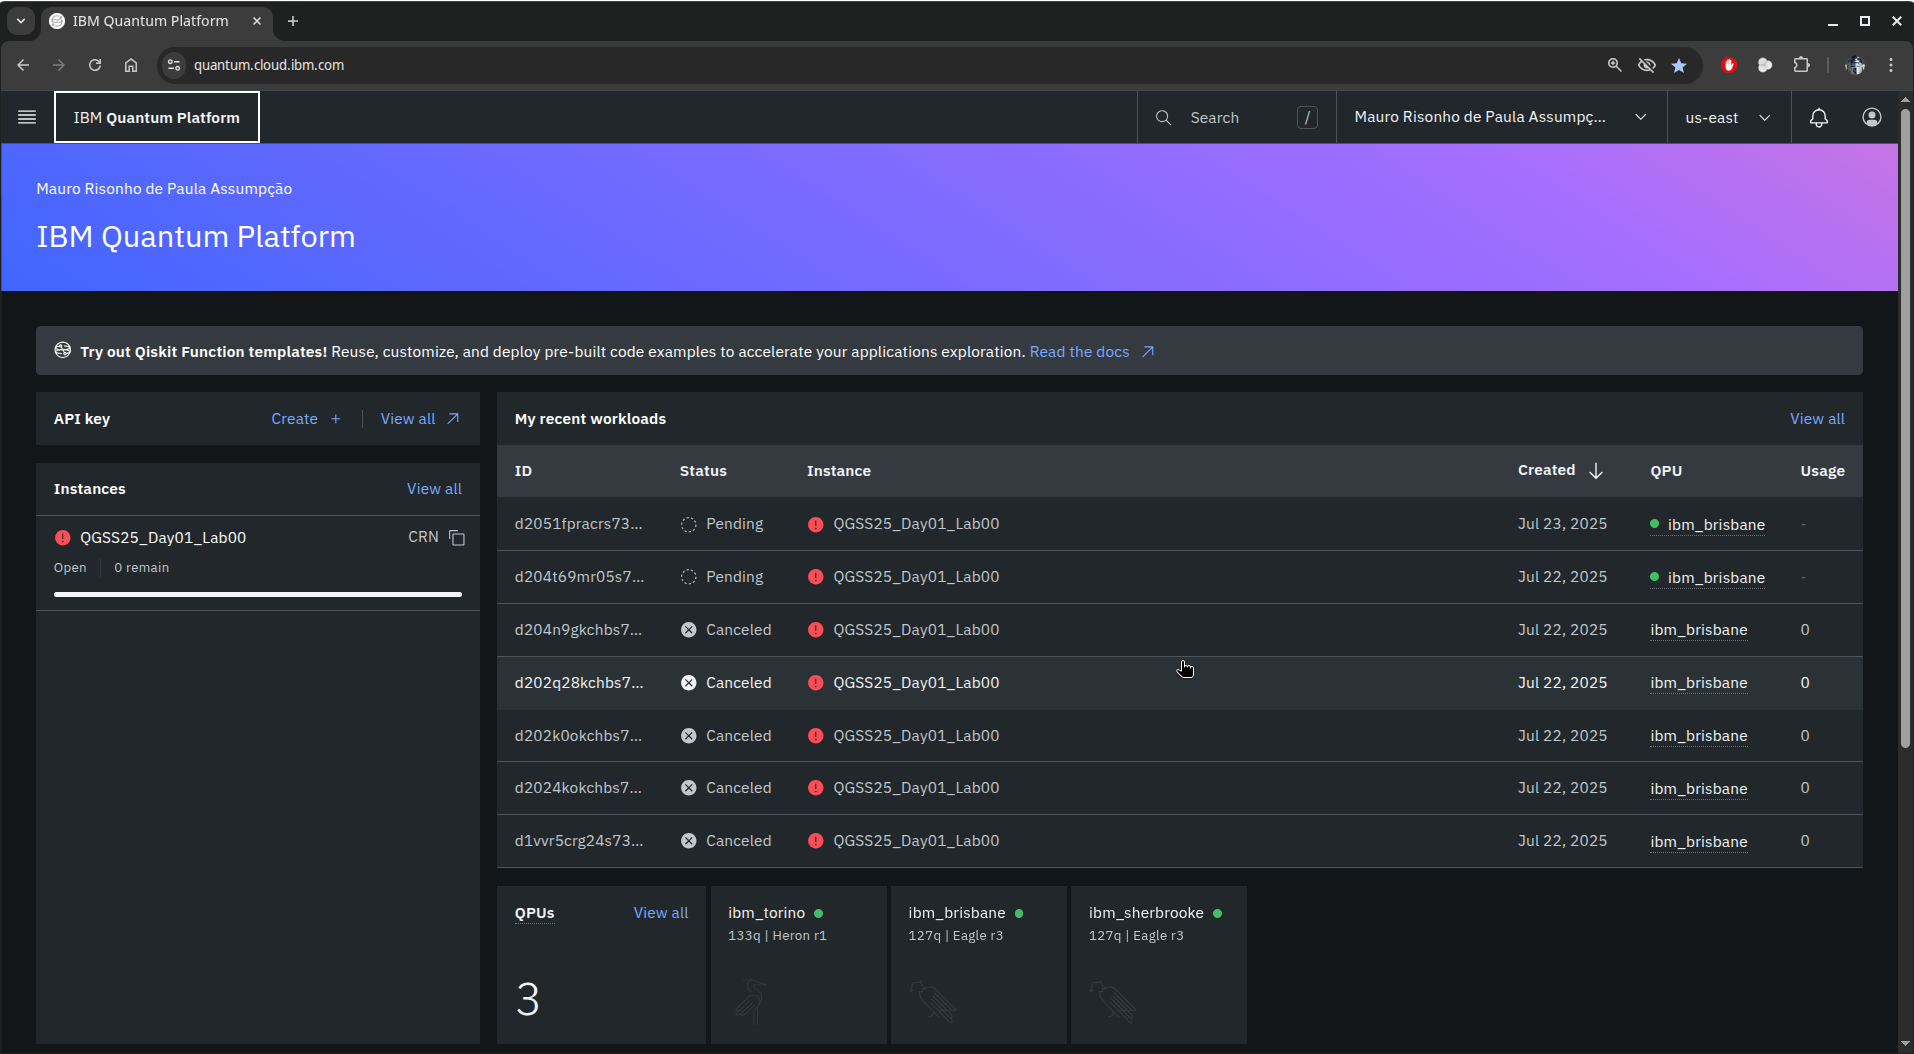 IBM Quantum Platform
quantum.cloud.ibm.com
IBM Quantum Platform
Search
/
Mauro Risonho de Paula Assumpç...
us-east
Mauro Risonho de Paula Assumpção
IBM Quantum Platform
Try out Qiskit Function templates! Reuse, customize, and deploy pre-built code examples to accelerate your applications exploration. Read the docs
API key
Create +
View all
Instances
View all
QGSS25_Day01_Lab00
CRN
Open
0 remain
My recent workloads
View all
ID Status Instance Created QPU Usage
d2051fpracrs73... Pending QGSS25_Day01_Lab00 Jul 23, 2025 ibm_brisbane -
d204t69mr05s7... Pending QGSS25_Day01_Lab00 Jul 22, 2025 ibm_brisbane -
d204n9gkchbs7... Canceled QGSS25_Day01_Lab00 Jul 22, 2025 ibm_brisbane 0
d202q28kchbs7... Canceled QGSS25_Day01_Lab00 Jul 22, 2025 ibm_brisbane 0
d202k0okchbs7... Canceled QGSS25_Day01_Lab00 Jul 22, 2025 ibm_brisbane 0
d2024kokchbs7... Canceled QGSS25_Day01_Lab00 Jul 22, 2025 ibm_brisbane 0
d1vvr5crg24s73... Canceled QGSS25_Day01_Lab00 Jul 22, 2025 ibm_brisbane 0
QPUs
View all
3
ibm_torino
133q | Heron r1
ibm_brisbane
127q | Eagle r3
ibm_sherbrooke
127q | Eagle r3